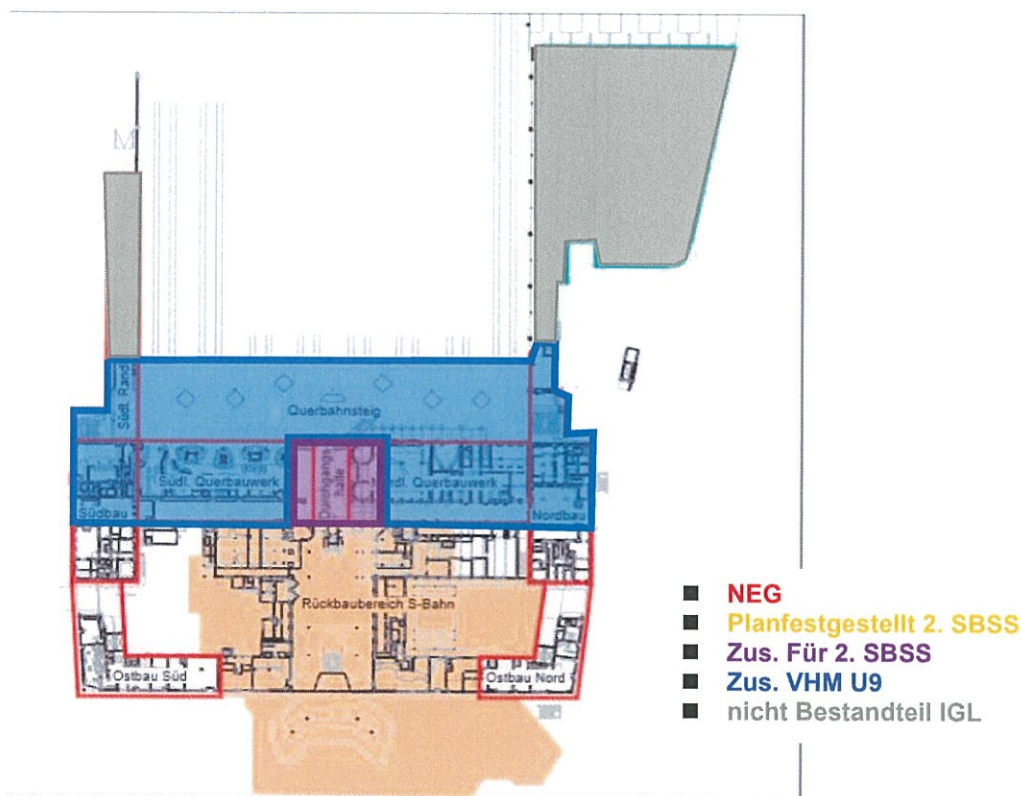 Südl. Rand
Querbahnsteig
Südl. Querbauwerk
Durchgangs
halle
rdl. Querbauwerk
Südbau
Nordbau
Rückbaubereich S-Bahn
Ostbau Süd
Ostbau Nord
NEG
Planfestgestellt 2. SBSS
Zus. Für 2. SBSS
Zus. VHM U9
nicht Bestandteil IGL